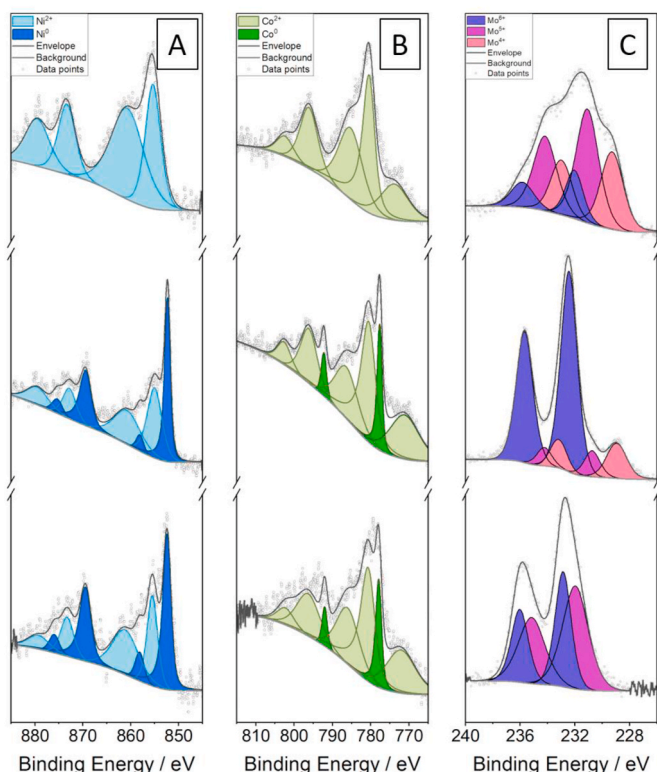 Ni²⁺
Ni⁰
Envelope
Background
Data points
A
Co²⁺
Co⁰
Envelope
Background
Data points
B
Mo⁶⁺
Mo⁵⁺
Mo⁴⁺
Envelope
Background
Data points
C
880 870 860 850
810 800 790 780 770
240 236 232 228
Binding Energy / eV
Binding Energy / eV
Binding Energy / eV